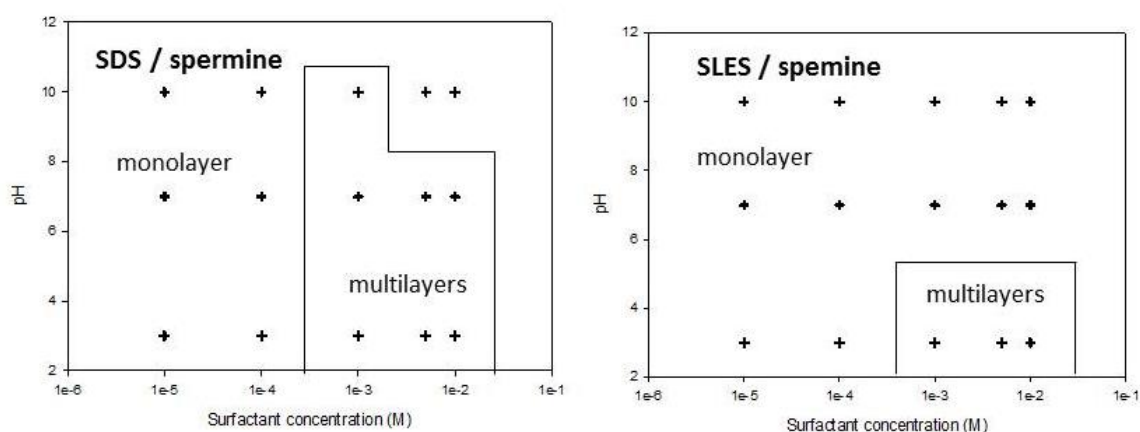 12
SDS / spermine
10
monolayer
8
pH
6
multilayers
4
2
1e-6 1e-5 1e-4 1e-3 1e-2 1e-1
Surfactant concentration (M)
12
SLES / spemine
10
monolayer
8
pH
6
multilayers
4
2
1e-6 1e-5 1e-4 1e-3 1e-2 1e-1
Surfactant concentration (M)